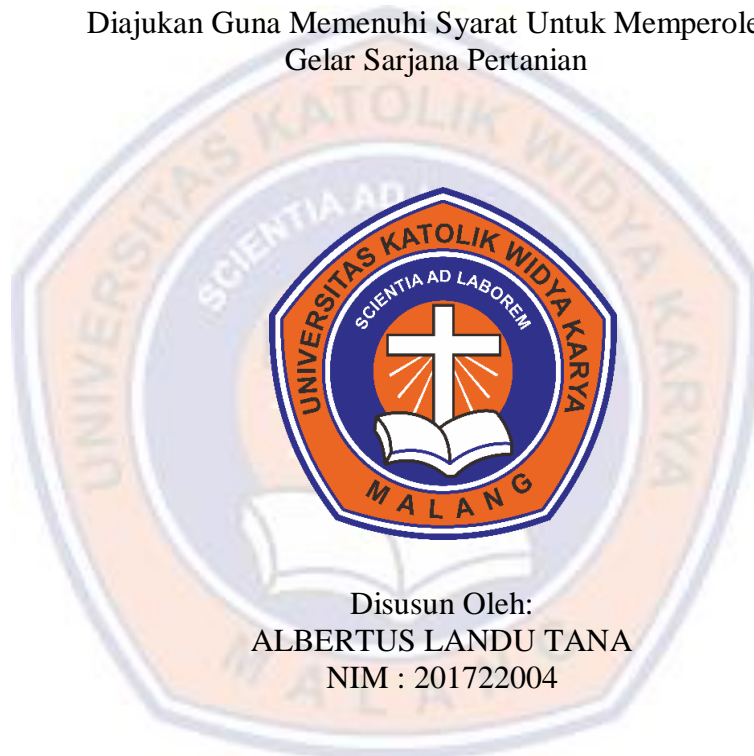 Diajukan Guna Memenuhi Syarat Untuk Memperole
Gelar Sarjana Pertanian
UNIVERSITAS KATOLIK WIDYA KARYA
SCIENTIA AD LABOREM
MALANG
Disusun Oleh:
ALBERTUS LANDU TANA
NIM : 201722004